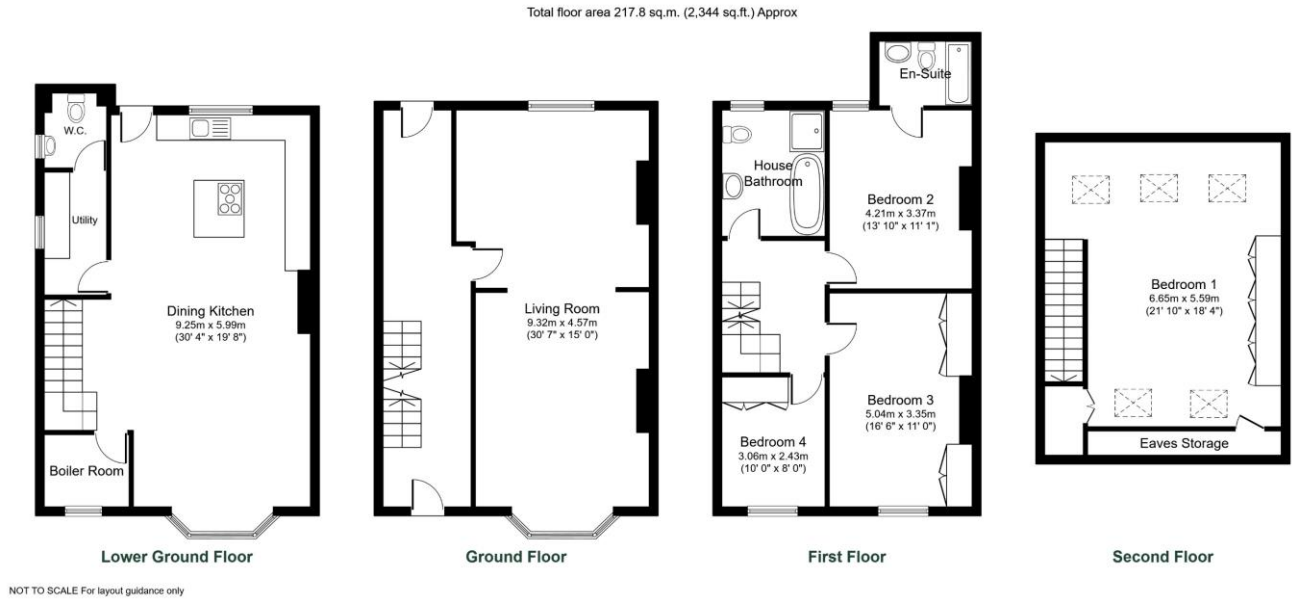 Total floor area 217.8 sq.m. (2,344 sq.ft.) Approx
W.C.
Utility
Dining Kitchen
9.25m x 5.99m
(30' 4" x 19' 8")
Boiler Room
Lower Ground Floor
Living Room
9.32m x 4.57m
(30' 7" x 15' 0")
Ground Floor
En-Suite
House
Bathroom
Bedroom 2
4.21m x 3.37m
(13' 10" x 11' 1")
Bedroom 3
5.04m x 3.35m
(16' 6" x 11' 0")
Bedroom 4
3.06m x 2.43m
(10' 0" x 8' 0")
First Floor
Bedroom 1
6.65m x 5.59m
(21' 10" x 18' 4")
Eaves Storage
Second Floor
NOT TO SCALE For layout guidance only